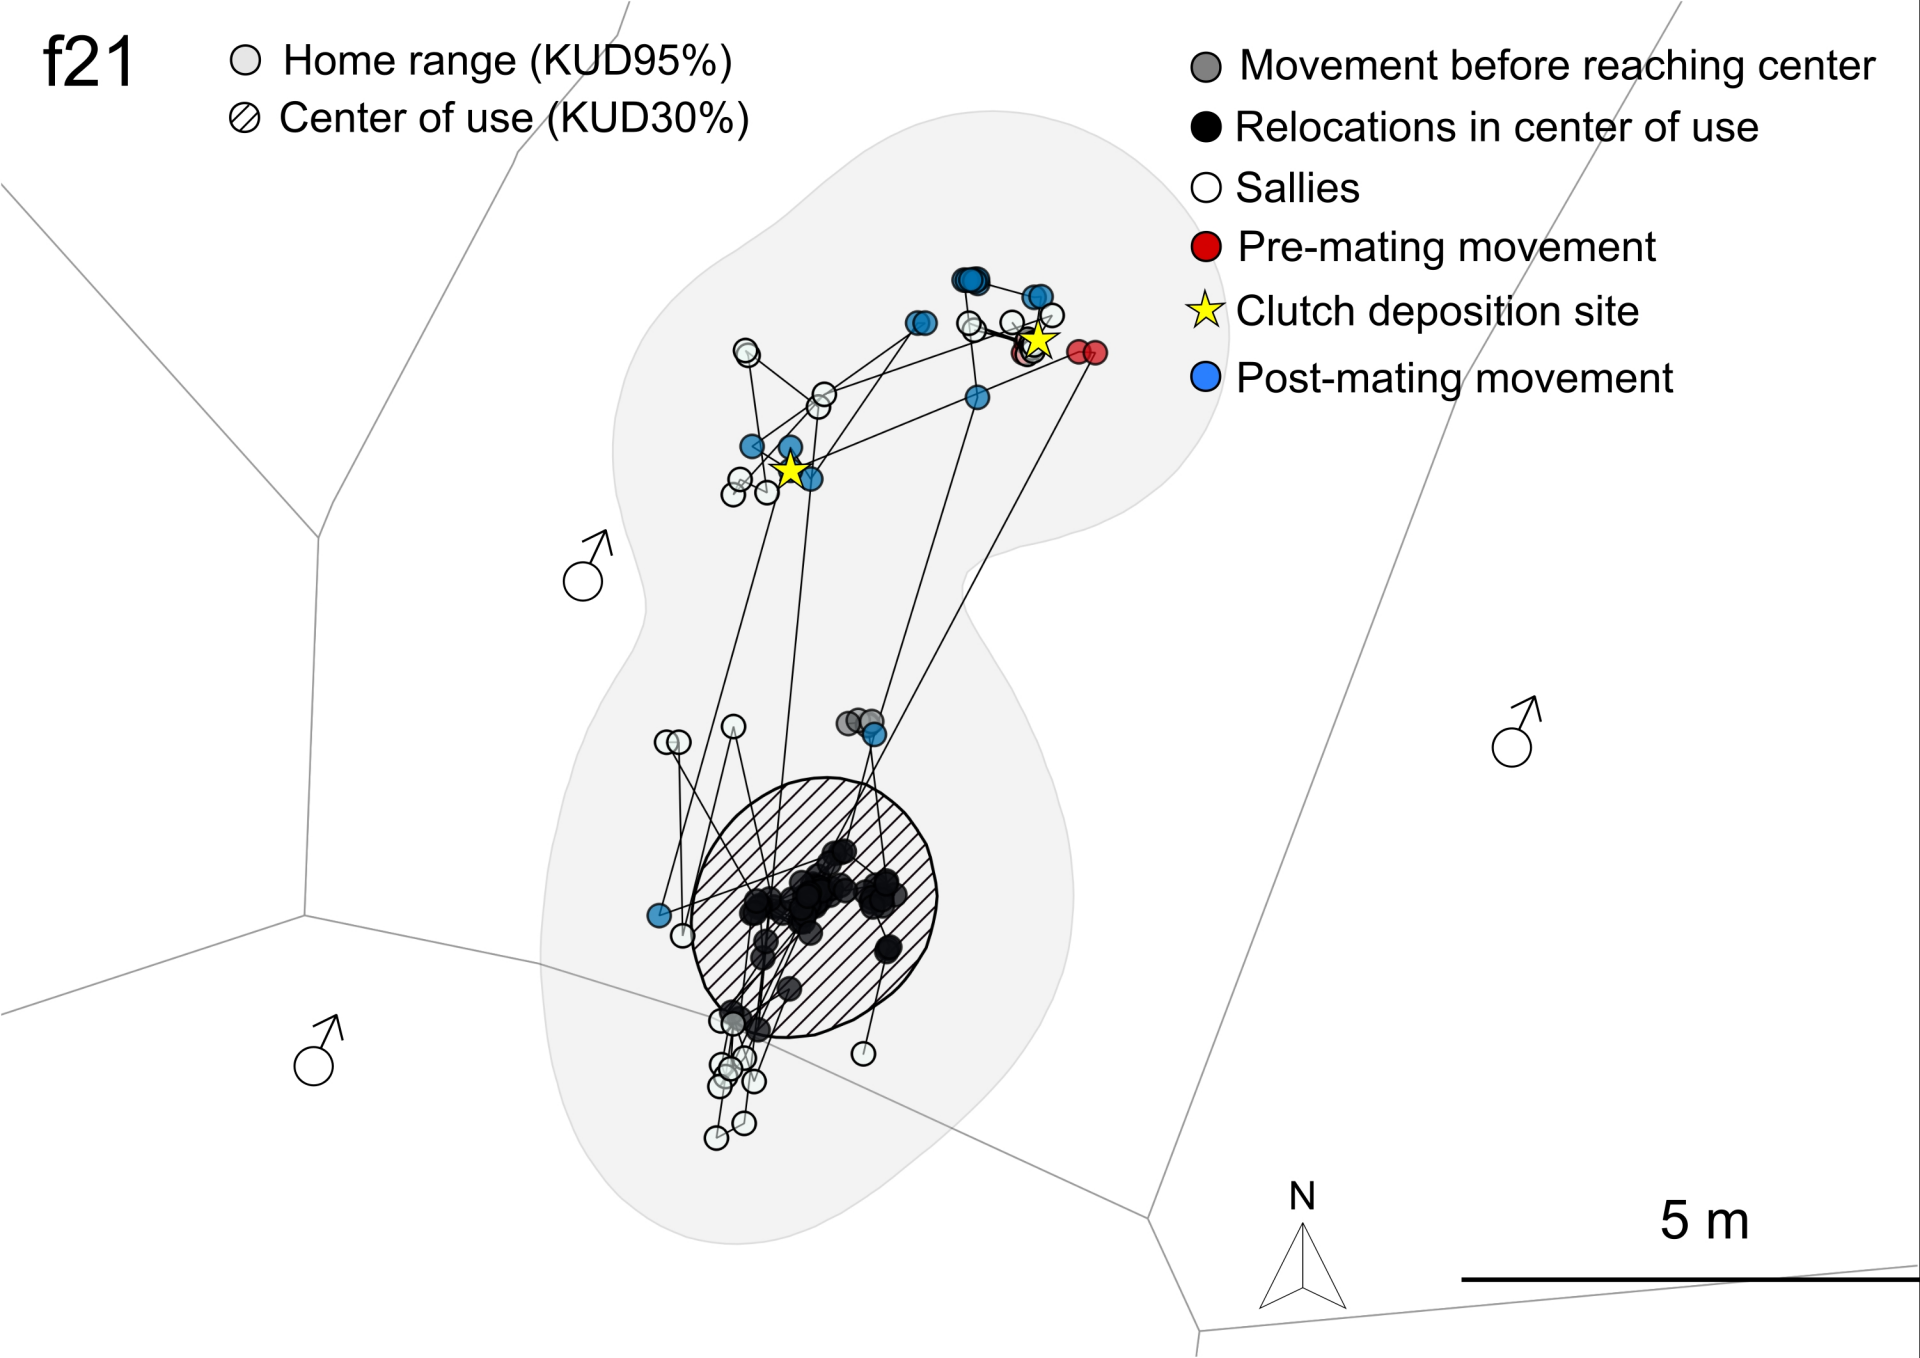 f21
Home range (KUD95%)
Center of use (KUD30%)
Movement before reaching center
Relocations in center of use
Sallies
Pre-mating movement
Clutch deposition site
Post-mating movement
N
5 m